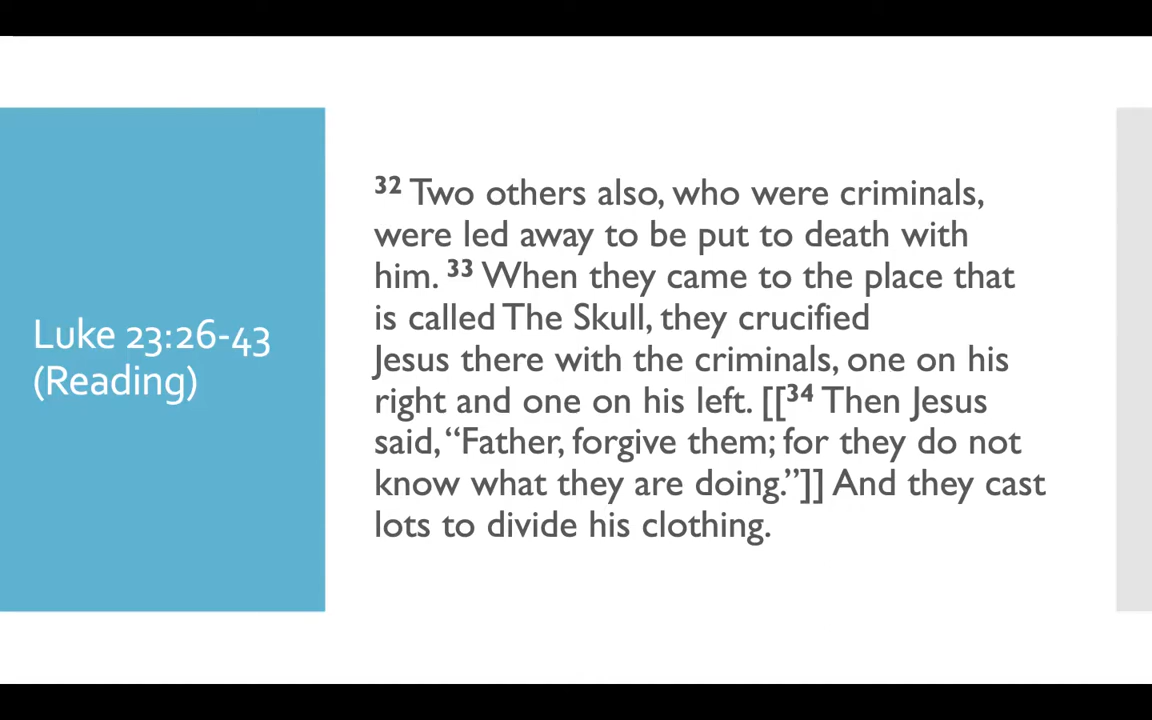 Luke 23:26-43
(Reading)
32 Two others also, who were criminals,
were led away to be put to death with
him. 33 When they came to the place that
is called The Skull, they crucified
Jesus there with the criminals, one on his
right and one on his left. [[34 Then Jesus
said, “Father, forgive them; for they do not
know what they are doing.”]] And they cast
lots to divide his clothing.